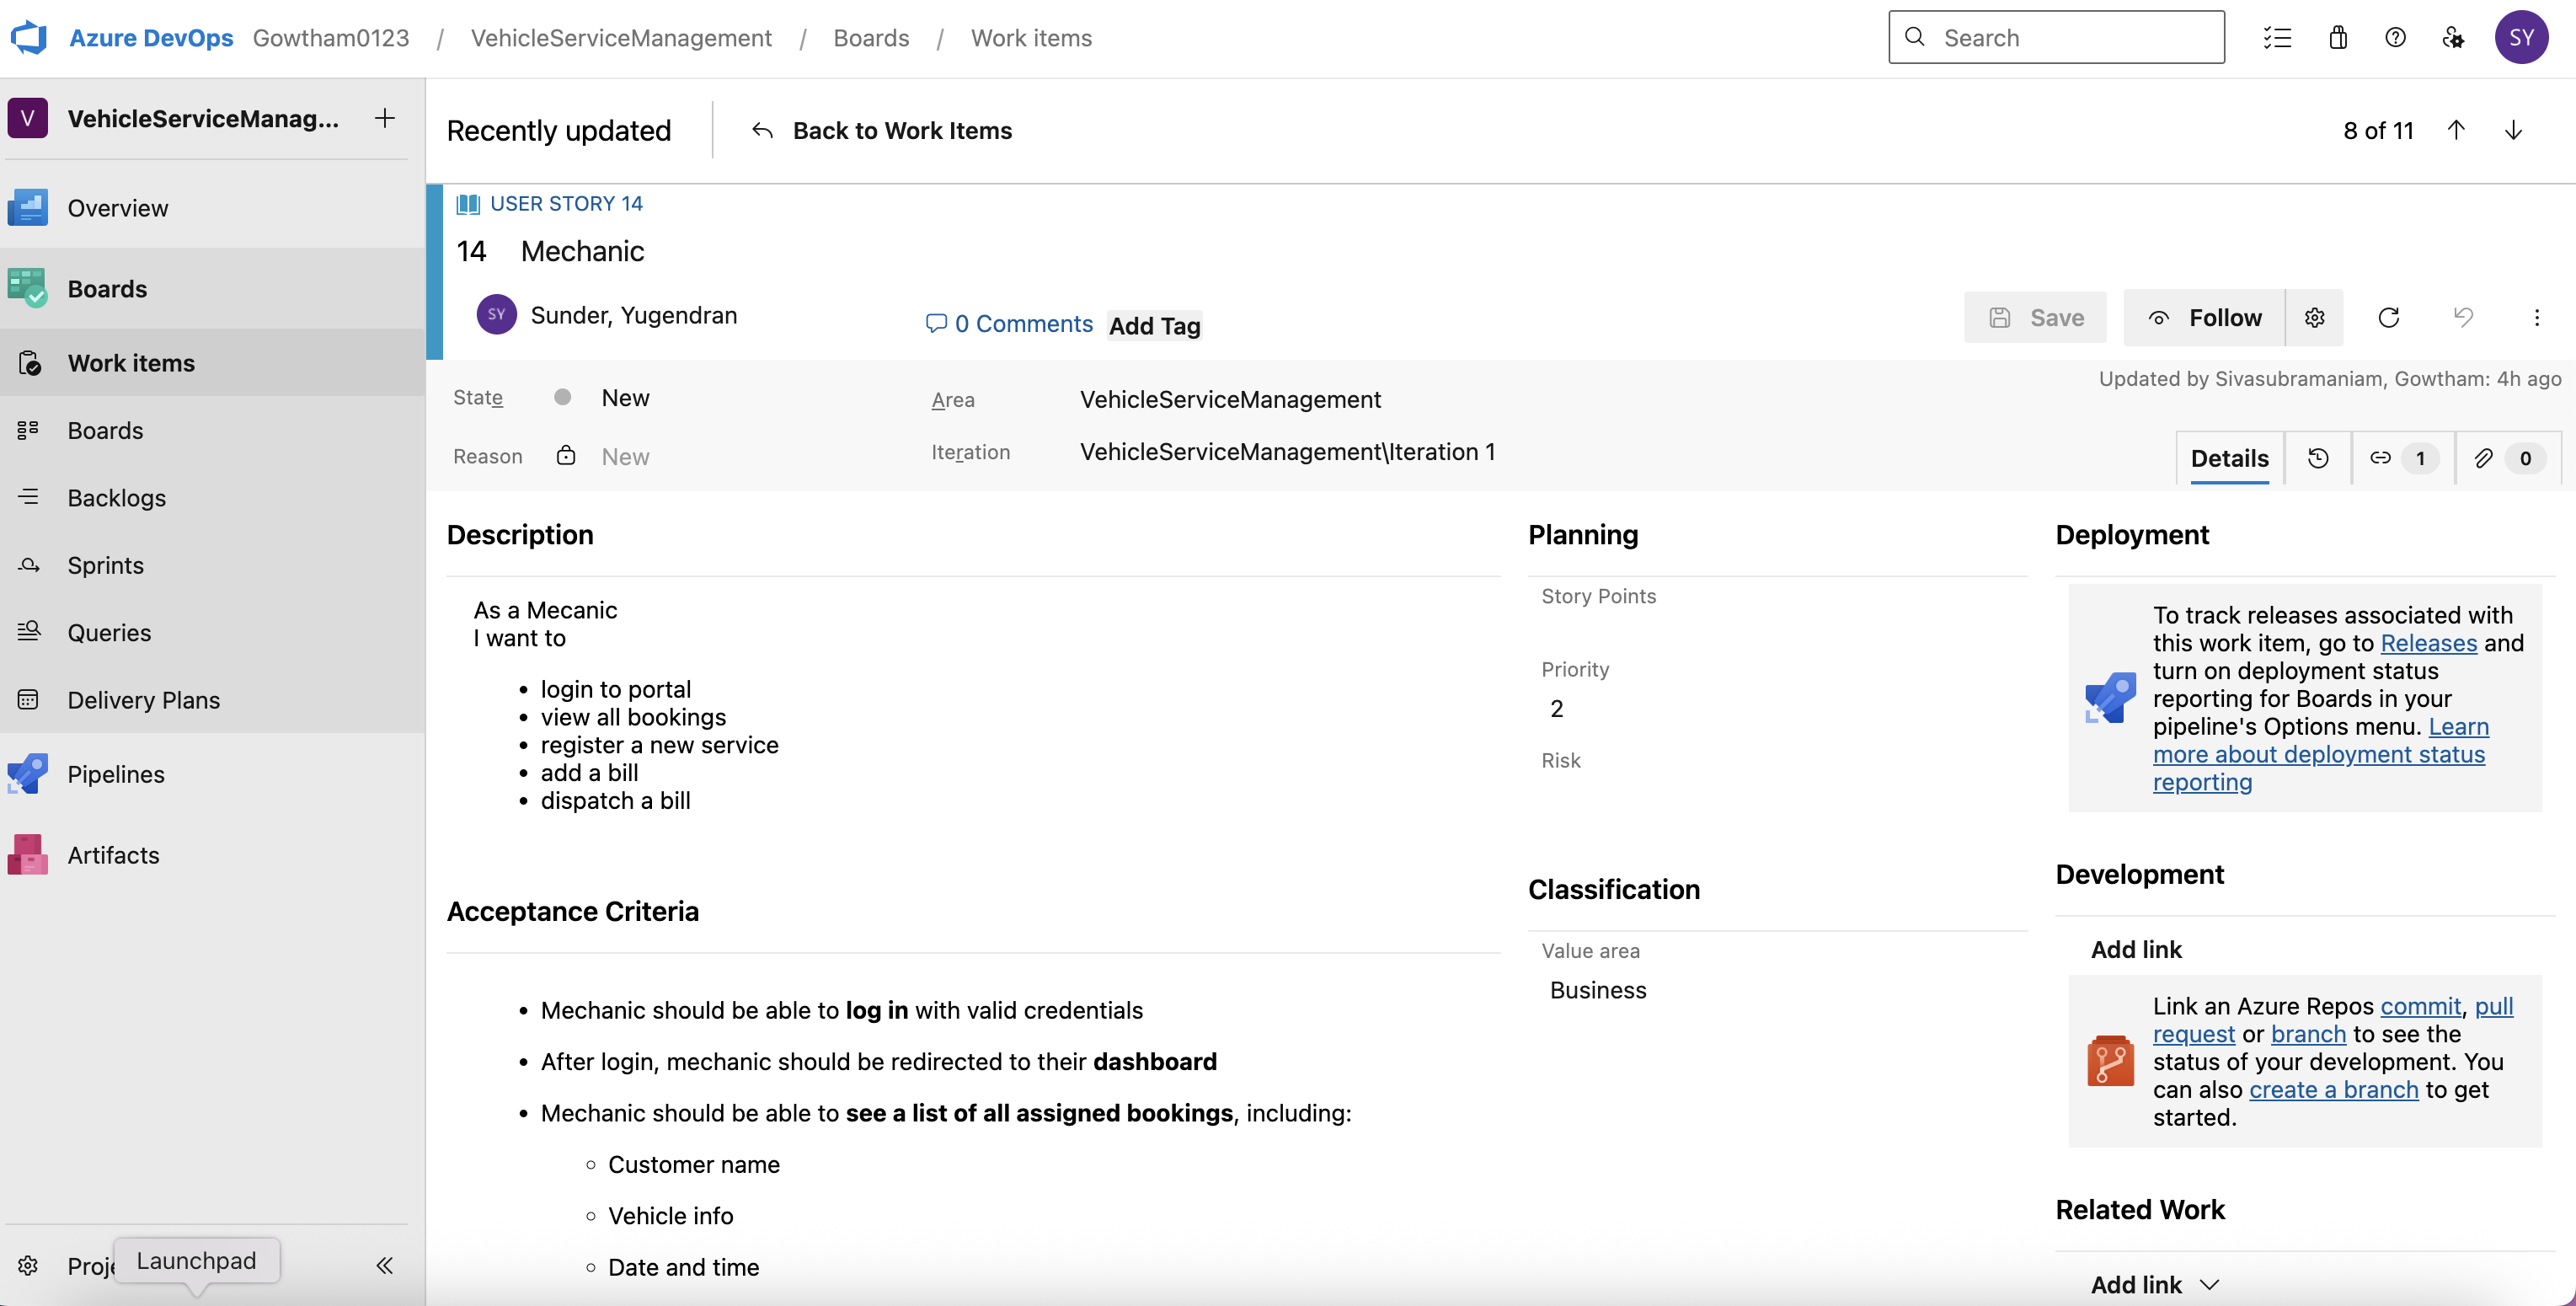 Azure DevOps Gowtham0123 / VehicleServiceManagement / Boards / Work items
Search
SY
V VehicleServiceManag...
Overview
Boards
Work items
Boards
Backlogs
Sprints
Queries
Delivery Plans
Pipelines
Artifacts
Proje
Launchpad
Recently updated
Back to Work Items
8 of 11
USER STORY 14
14 Mechanic
SY Sunder, Yugendran
0 Comments
Add Tag
Save
Follow
State New
Reason New
Area VehicleServiceManagement
Iteration VehicleServiceManagement\Iteration 1
Updated by Sivasubramaniam, Gowtham: 4h ago
Details
1
0
Description
As a Mecanic
I want to
• login to portal
• view all bookings
• register a new service
• add a bill
• dispatch a bill
Acceptance Criteria
• Mechanic should be able to log in with valid credentials
• After login, mechanic should be redirected to their dashboard
• Mechanic should be able to see a list of all assigned bookings, including:
◦ Customer name
◦ Vehicle info
◦ Date and time
Planning
Story Points
Priority
2
Risk
Classification
Value area
Business
Deployment
To track releases associated with
this work item, go to Releases and
turn on deployment status
reporting for Boards in your
pipeline's Options menu. Learn
more about deployment status
reporting
Development
Add link
Link an Azure Repos commit, pull
request or branch to see the
status of your development. You
can also create a branch to get
started.
Related Work
Add link